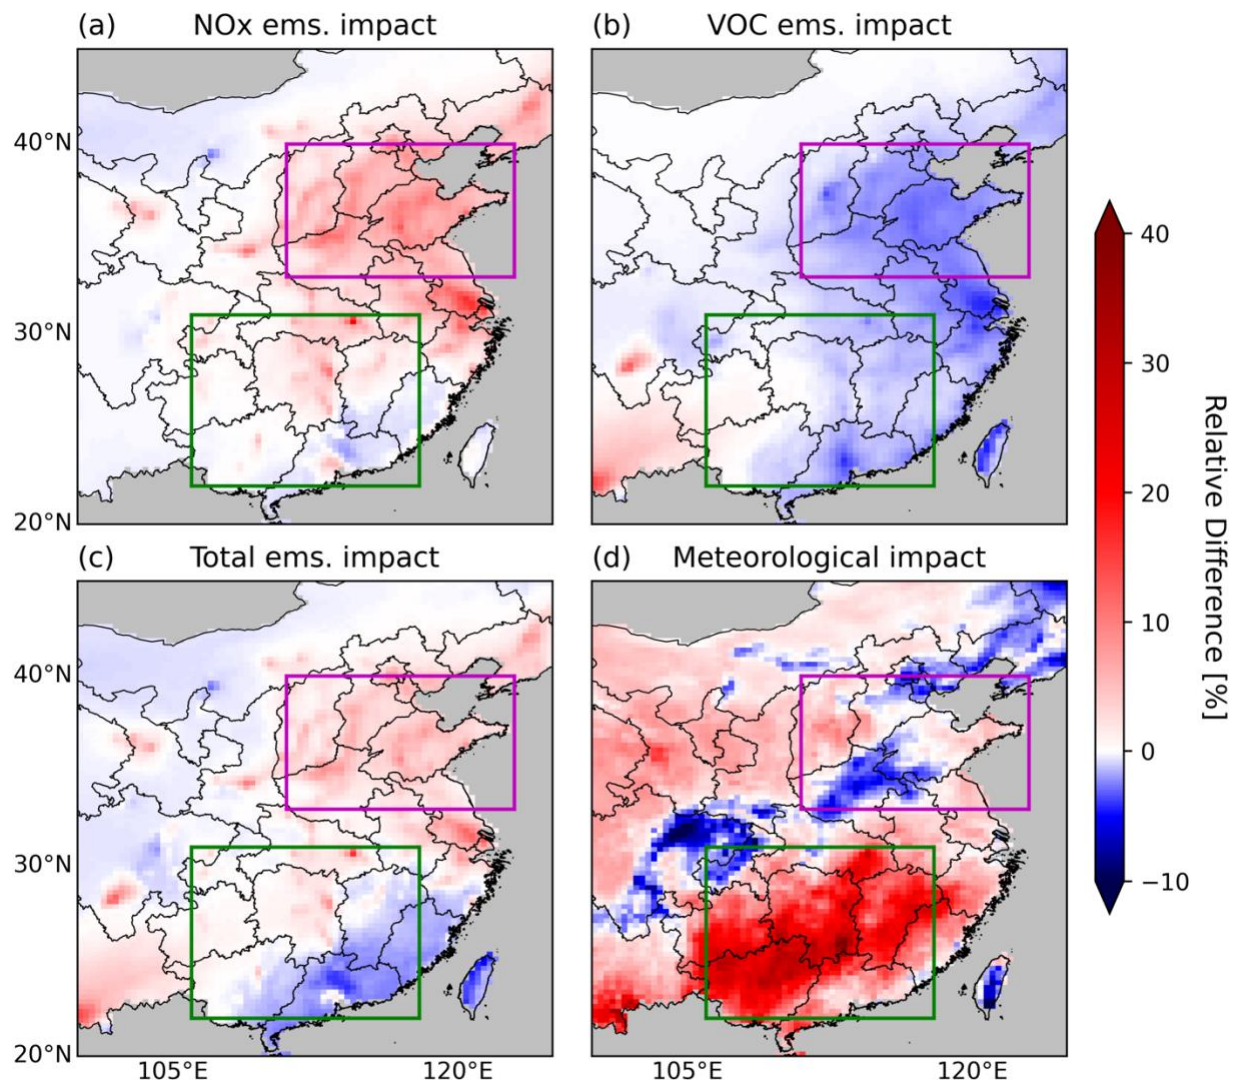 (a) NOx ems. impact
(b) VOC ems. impact
40°N
30°N
20°N
(c) Total ems. impact
(d) Meteorological impact
40°N
30°N
20°N
105°E
120°E
105°E
120°E
40
30
20
10
0
−10
Relative Difference [%]